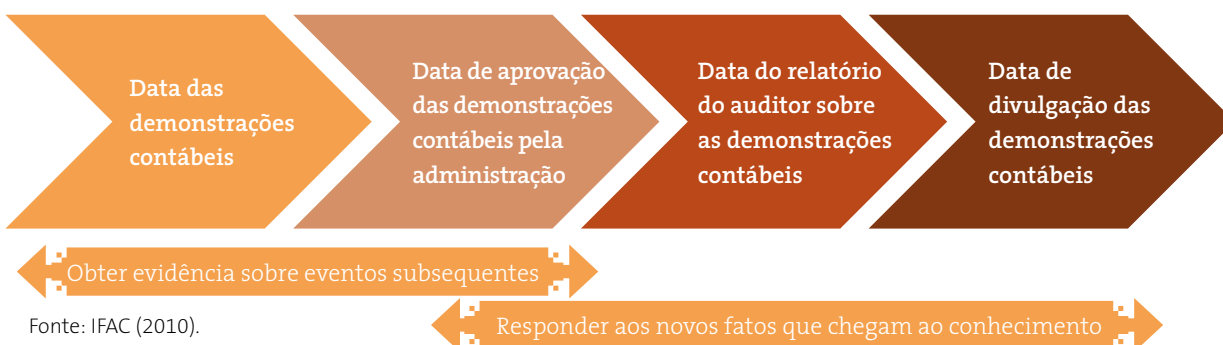 Data das
demonstrações
contábeis
Data de aprovação
das demonstrações
contábeis pela
administração
Data do relatório
do auditor sobre
as demonstrações
contábeis
Data de
divulgação das
demonstrações
contábeis
Obter evidência sobre eventos subsequentes
Fonte: IFAC (2010).
Responder aos novos fatos que chegam ao conhecimento